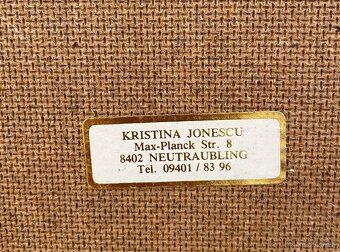 KRISTINA JONESCU
Max-Planck Str. 8
8402 NEUTRAUBLING
Tel. 09401 / 83 96